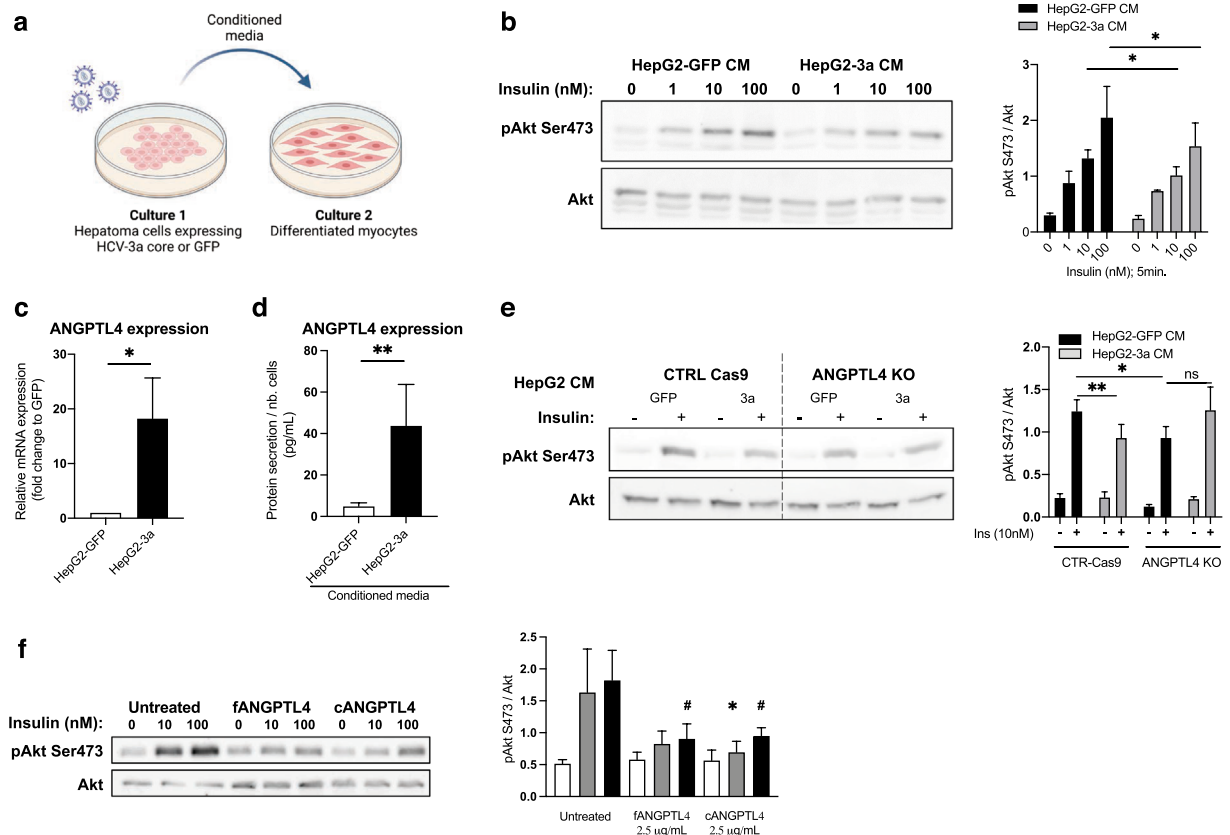 a
Conditioned
media
Culture 1
Hepatoma cells expressing
HCV-3a core or GFP
Culture 2
Differentiated myocytes
b
HepG2-GFP CM HepG2-3a CM
Insulin (nM): 0 1 10 100 0 1 10 100
pAkt Ser473
Akt
HepG2-GFP CM
HepG2-3a CM
*
*
pAkt S473 / Akt
3
2
1
0
0 1 10 100 0 1 10 100
Insulin (nM); 5min.
c
ANGPTL4 expression
Relative mRNA expression
(fold change to GFP)
30
20
10
0
*
HepG2-GFP
HepG2-3a
d
ANGPTL4 expression
Protein secretion / nb. cells
(pg/mL)
80
60
40
20
0
**
HepG2-GFP
HepG2-3a
Conditioned media
e
HepG2 CM CTRL Cas9 ANGPTL4 KO
GFP 3a GFP 3a
Insulin: - + - + - + - +
pAkt Ser473
Akt
HepG2-GFP CM
HepG2-3a CM
pAkt S473 / Akt
2.0
1.5
1.0
0.5
0.0
* ns
**
Ins (10nM) - + - + - + - +
CTR-Cas9 ANGPTL4 KO
f
Untreated fANGPTL4 cANGPTL4
Insulin (nM): 0 10 100 0 10 100 0 10 100
pAkt Ser473
Akt
pAkt S473 / Akt
2.5
2.0
1.5
1.0
0.5
0.0
# * #
Untreated fANGPTL4 cANGPTL4
2.5 µg/mL 2.5 µg/mL